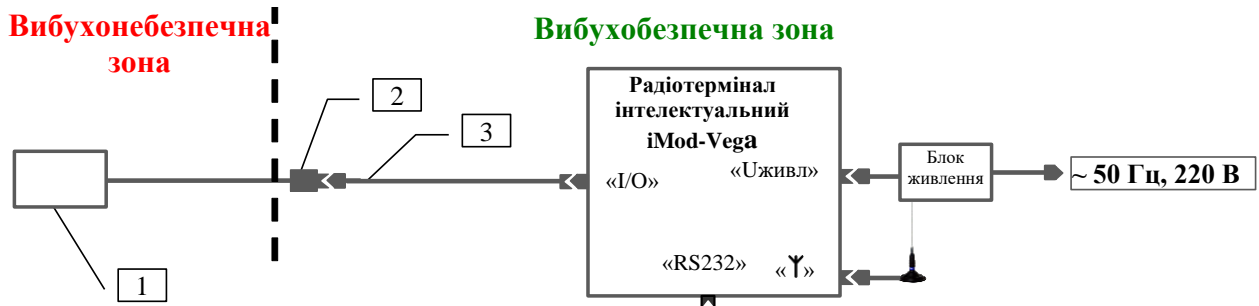 Вибухонебезпечна
зона
Вибухобезпечна зона
2
3
1
Радіотермінал
інтелектуальний
iMod-Vega
«I/O»
«Uживл»
«RS232»
«»
Блок
живлення
~ 50 Гц, 220 В